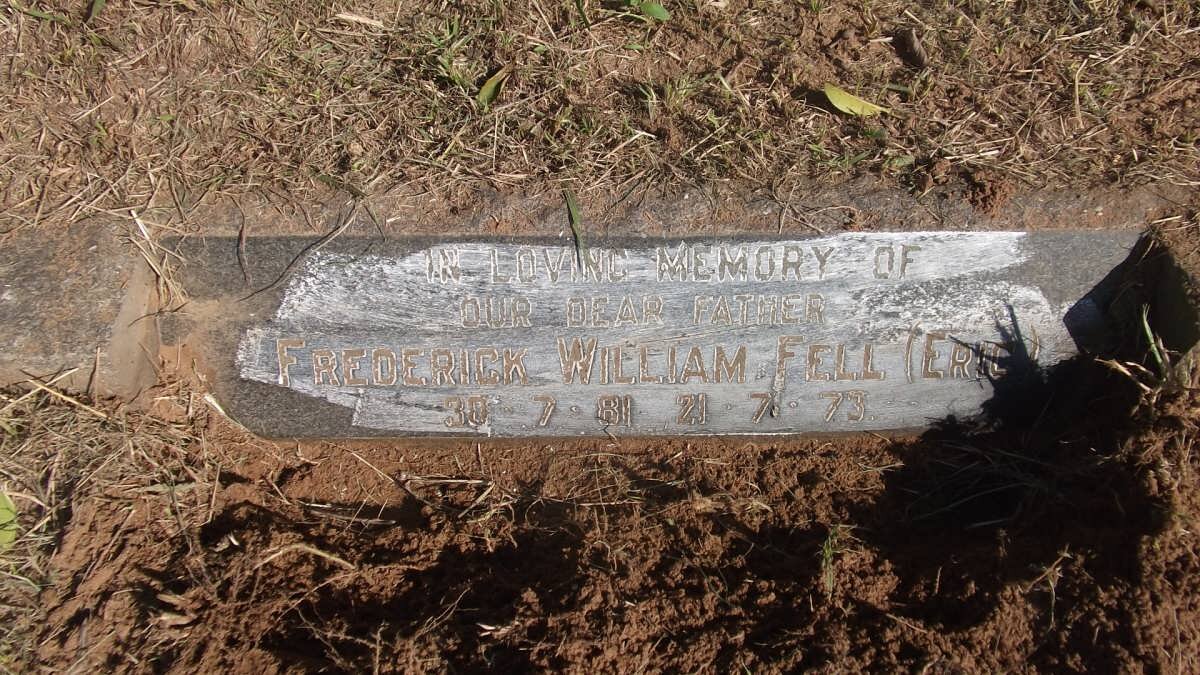 IN LOVING MEMORY OF
OUR DEAR FATHER
FREDERICK WILLIAM FELL (ERIC)
30 · 7 · 81 21 · 7 · 73